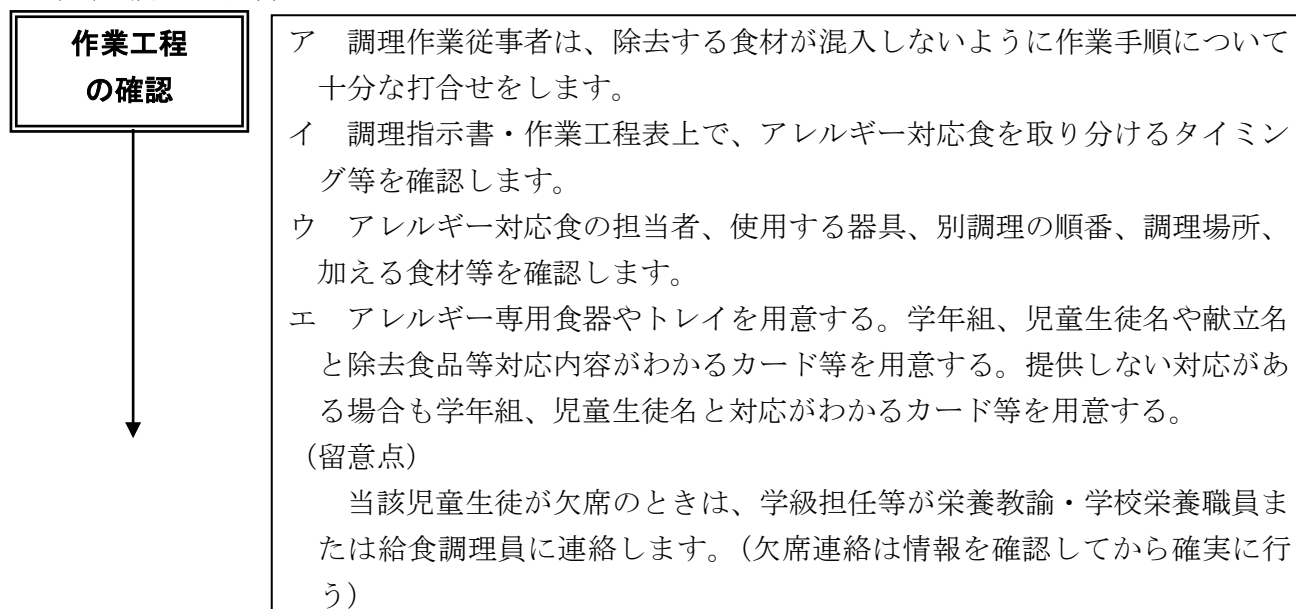 作業工程
の確認
ア　調理作業従事者は、除去する食材が混入しないように作業手順について
十分な打合せをします。
イ　調理指示書・作業工程表上で、アレルギー対応食を取り分けるタイミン
グ等を確認します。
ウ　アレルギー対応食の担当者、使用する器具、別調理の順番、調理場所、
加える食材等を確認します。
エ　アレルギー専用食器やトレイを用意する。学年組、児童生徒名や献立名
と除去食品等対応内容がわかるカード等を用意する。提供しない対応があ
る場合も学年組、児童生徒名と対応がわかるカード等を用意する。
（留意点）
当該児童生徒が欠席のときは、学級担任等が栄養教諭・学校栄養職員ま
たは給食調理員に連絡します。（欠席連絡は情報を確認してから確実に行
う）